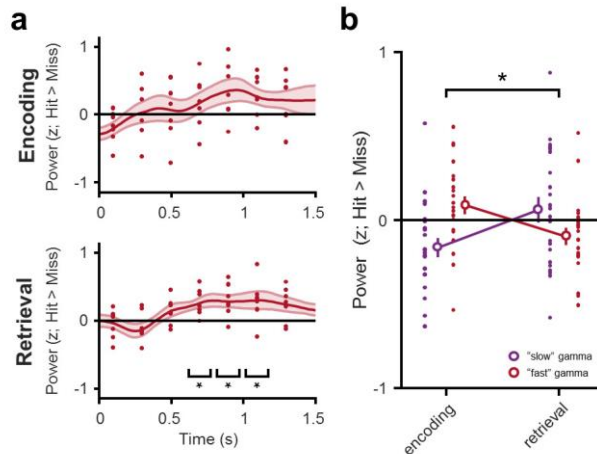 a
Encoding
Power (z; Hit > Miss)
1
0
-1
0
0.5
1
1.5
Retrieval
Power (z; Hit > Miss)
1
0
-1
* * *
0
0.5
1
1.5
Time (s)
b
Power (z; Hit > Miss)
1
0
-1
*
"slow" gamma
"fast" gamma
encoding
retrieval